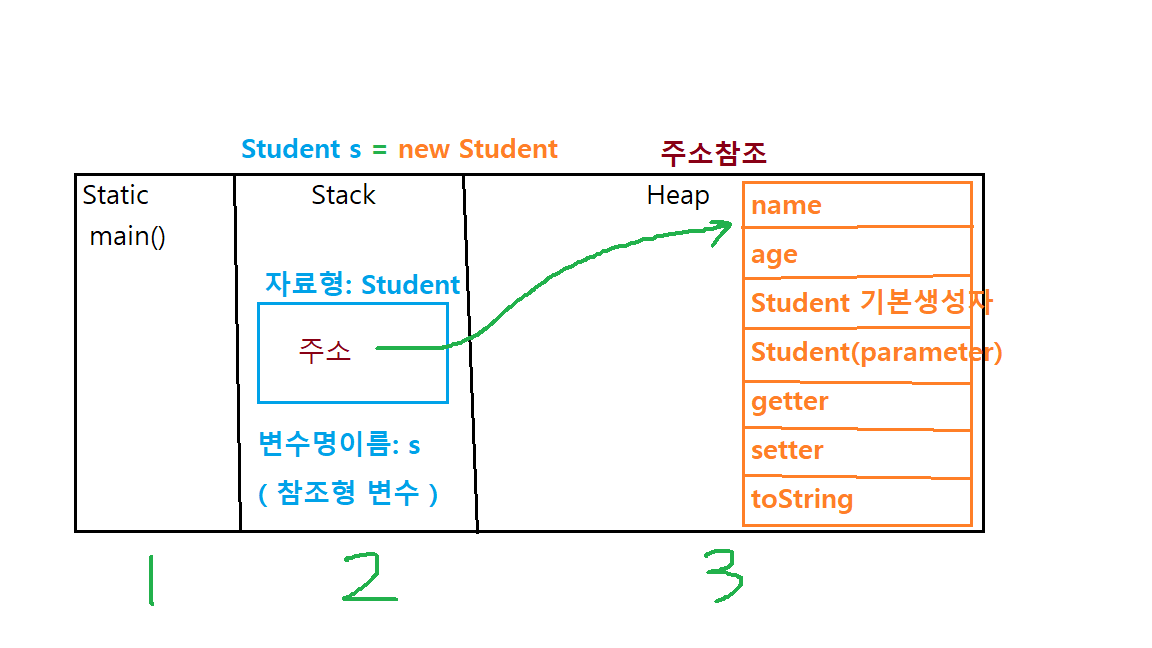 Student s = new Student
주소참조
Static
main()
Stack
자료형: Student
주소
변수명이름: s
( 참조형 변수 )
Heap
name
age
Student 기본생성자
Student(parameter)
getter
setter
toString
1
2
3